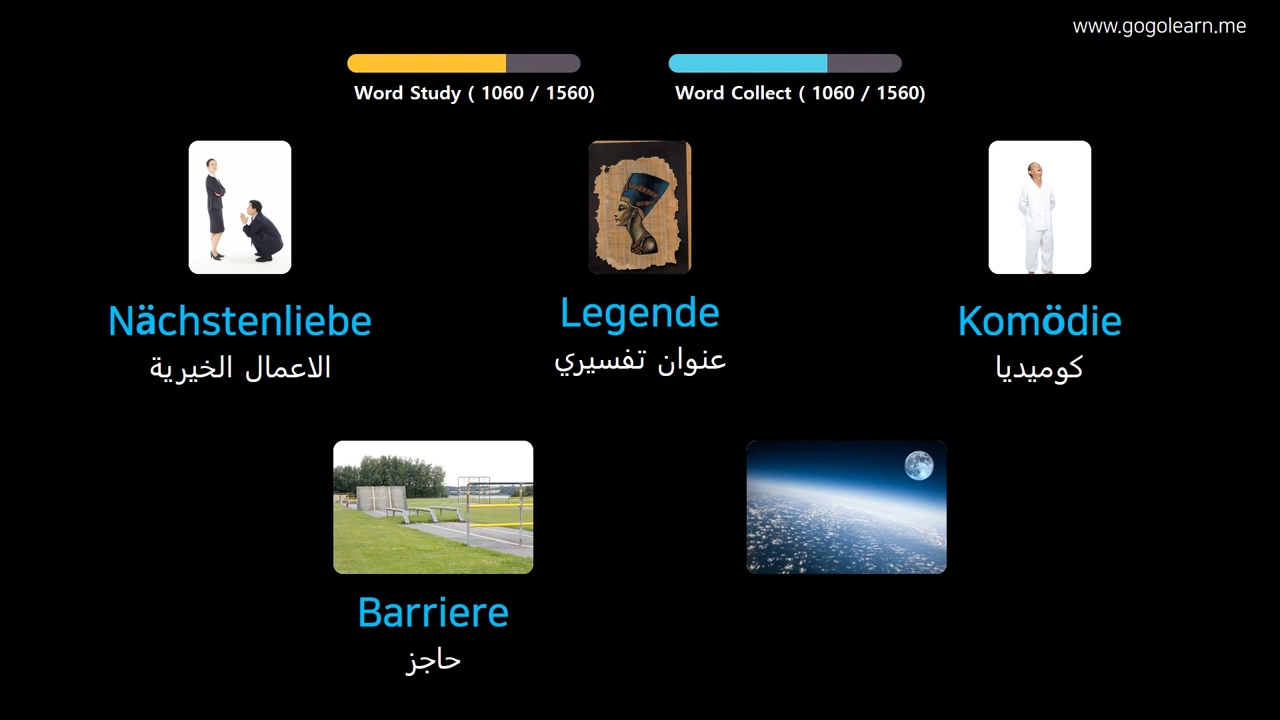 www.gogolearn.me
Word Study ( 1060 / 1560)
Word Collect ( 1060 / 1560)
Nächstenliebe
الاعمال الخيرية
Legende
عنوان تفسيري
Komödie
كوميديا
Barriere
حاجز